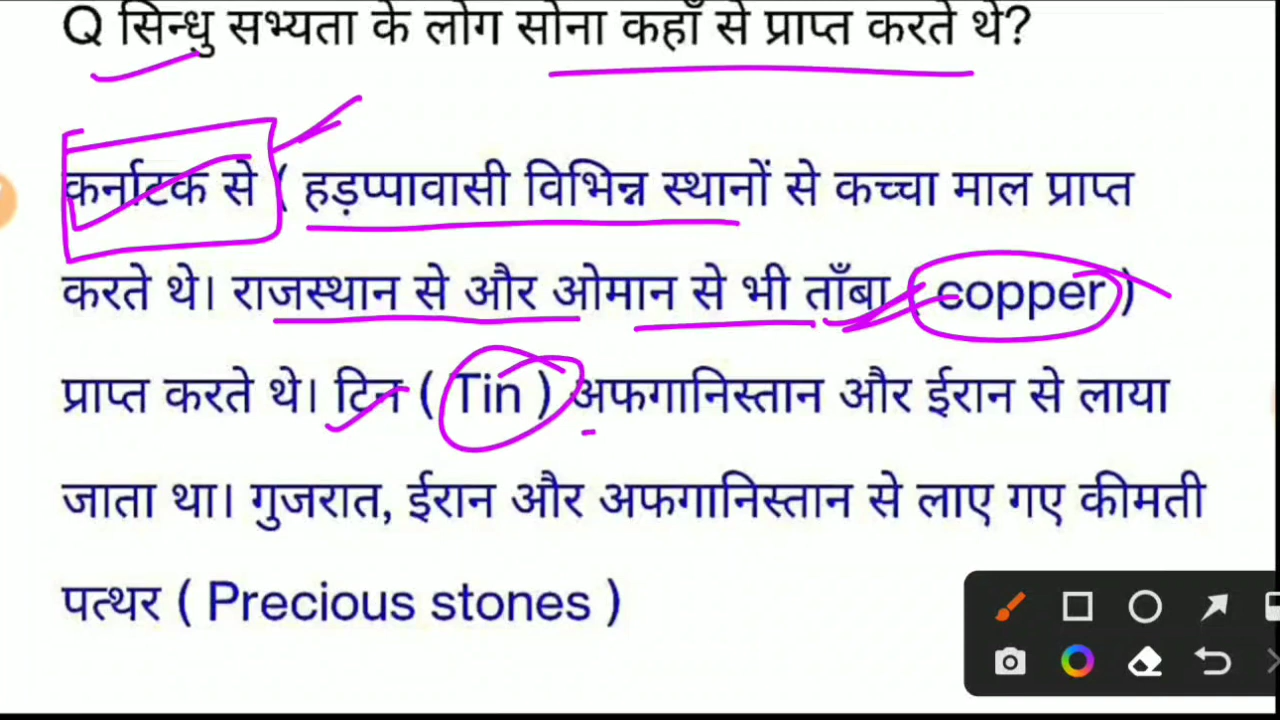 Q सिन्धु सभ्यता के लोग सोना कहाँ से प्राप्त करते थे?
कर्नाटक से ( हड़प्पावासी विभिन्न स्थानों से कच्चा माल प्राप्त
करते थे। राजस्थान से और ओमान से भी ताँबा ( copper )
प्राप्त करते थे। टिन ( Tin ) अफगानिस्तान और ईरान से लाया
जाता था। गुजरात, ईरान और अफगानिस्तान से लाए गए कीमती
पत्थर ( Precious stones )